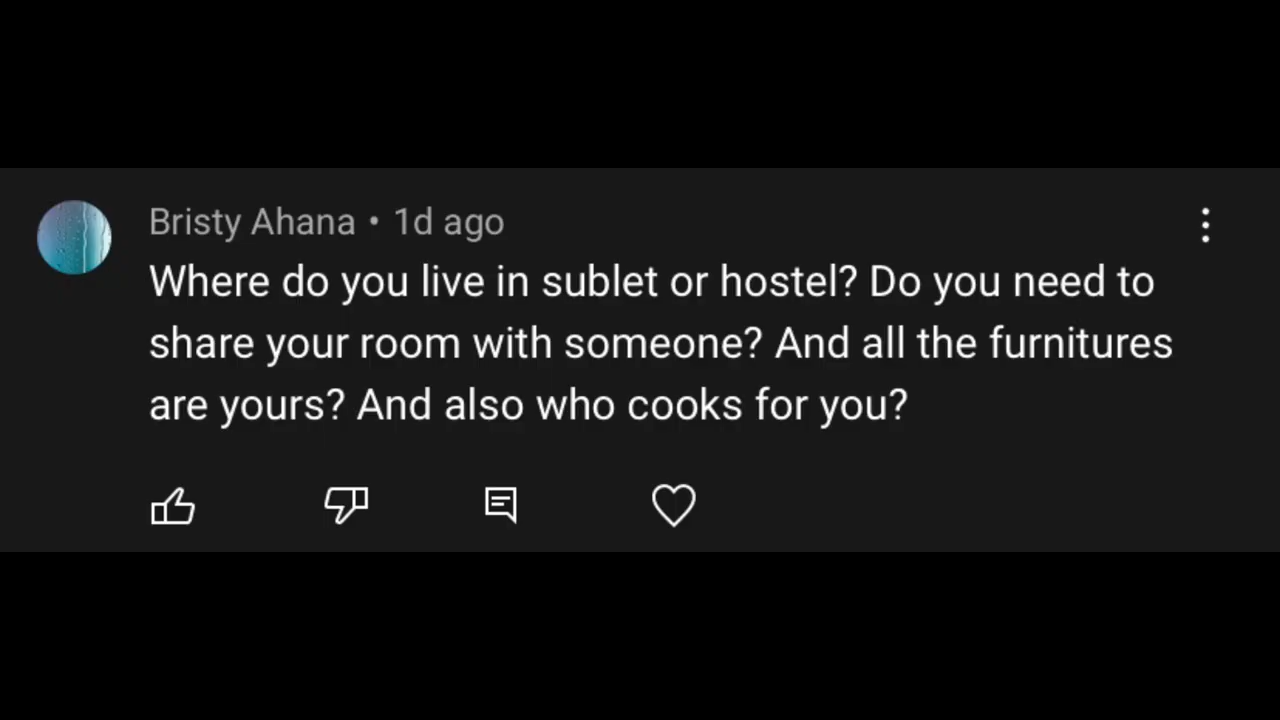 Bristy Ahana • 1d ago
Where do you live in sublet or hostel? Do you need to
share your room with someone? And all the furnitures
are yours? And also who cooks for you?